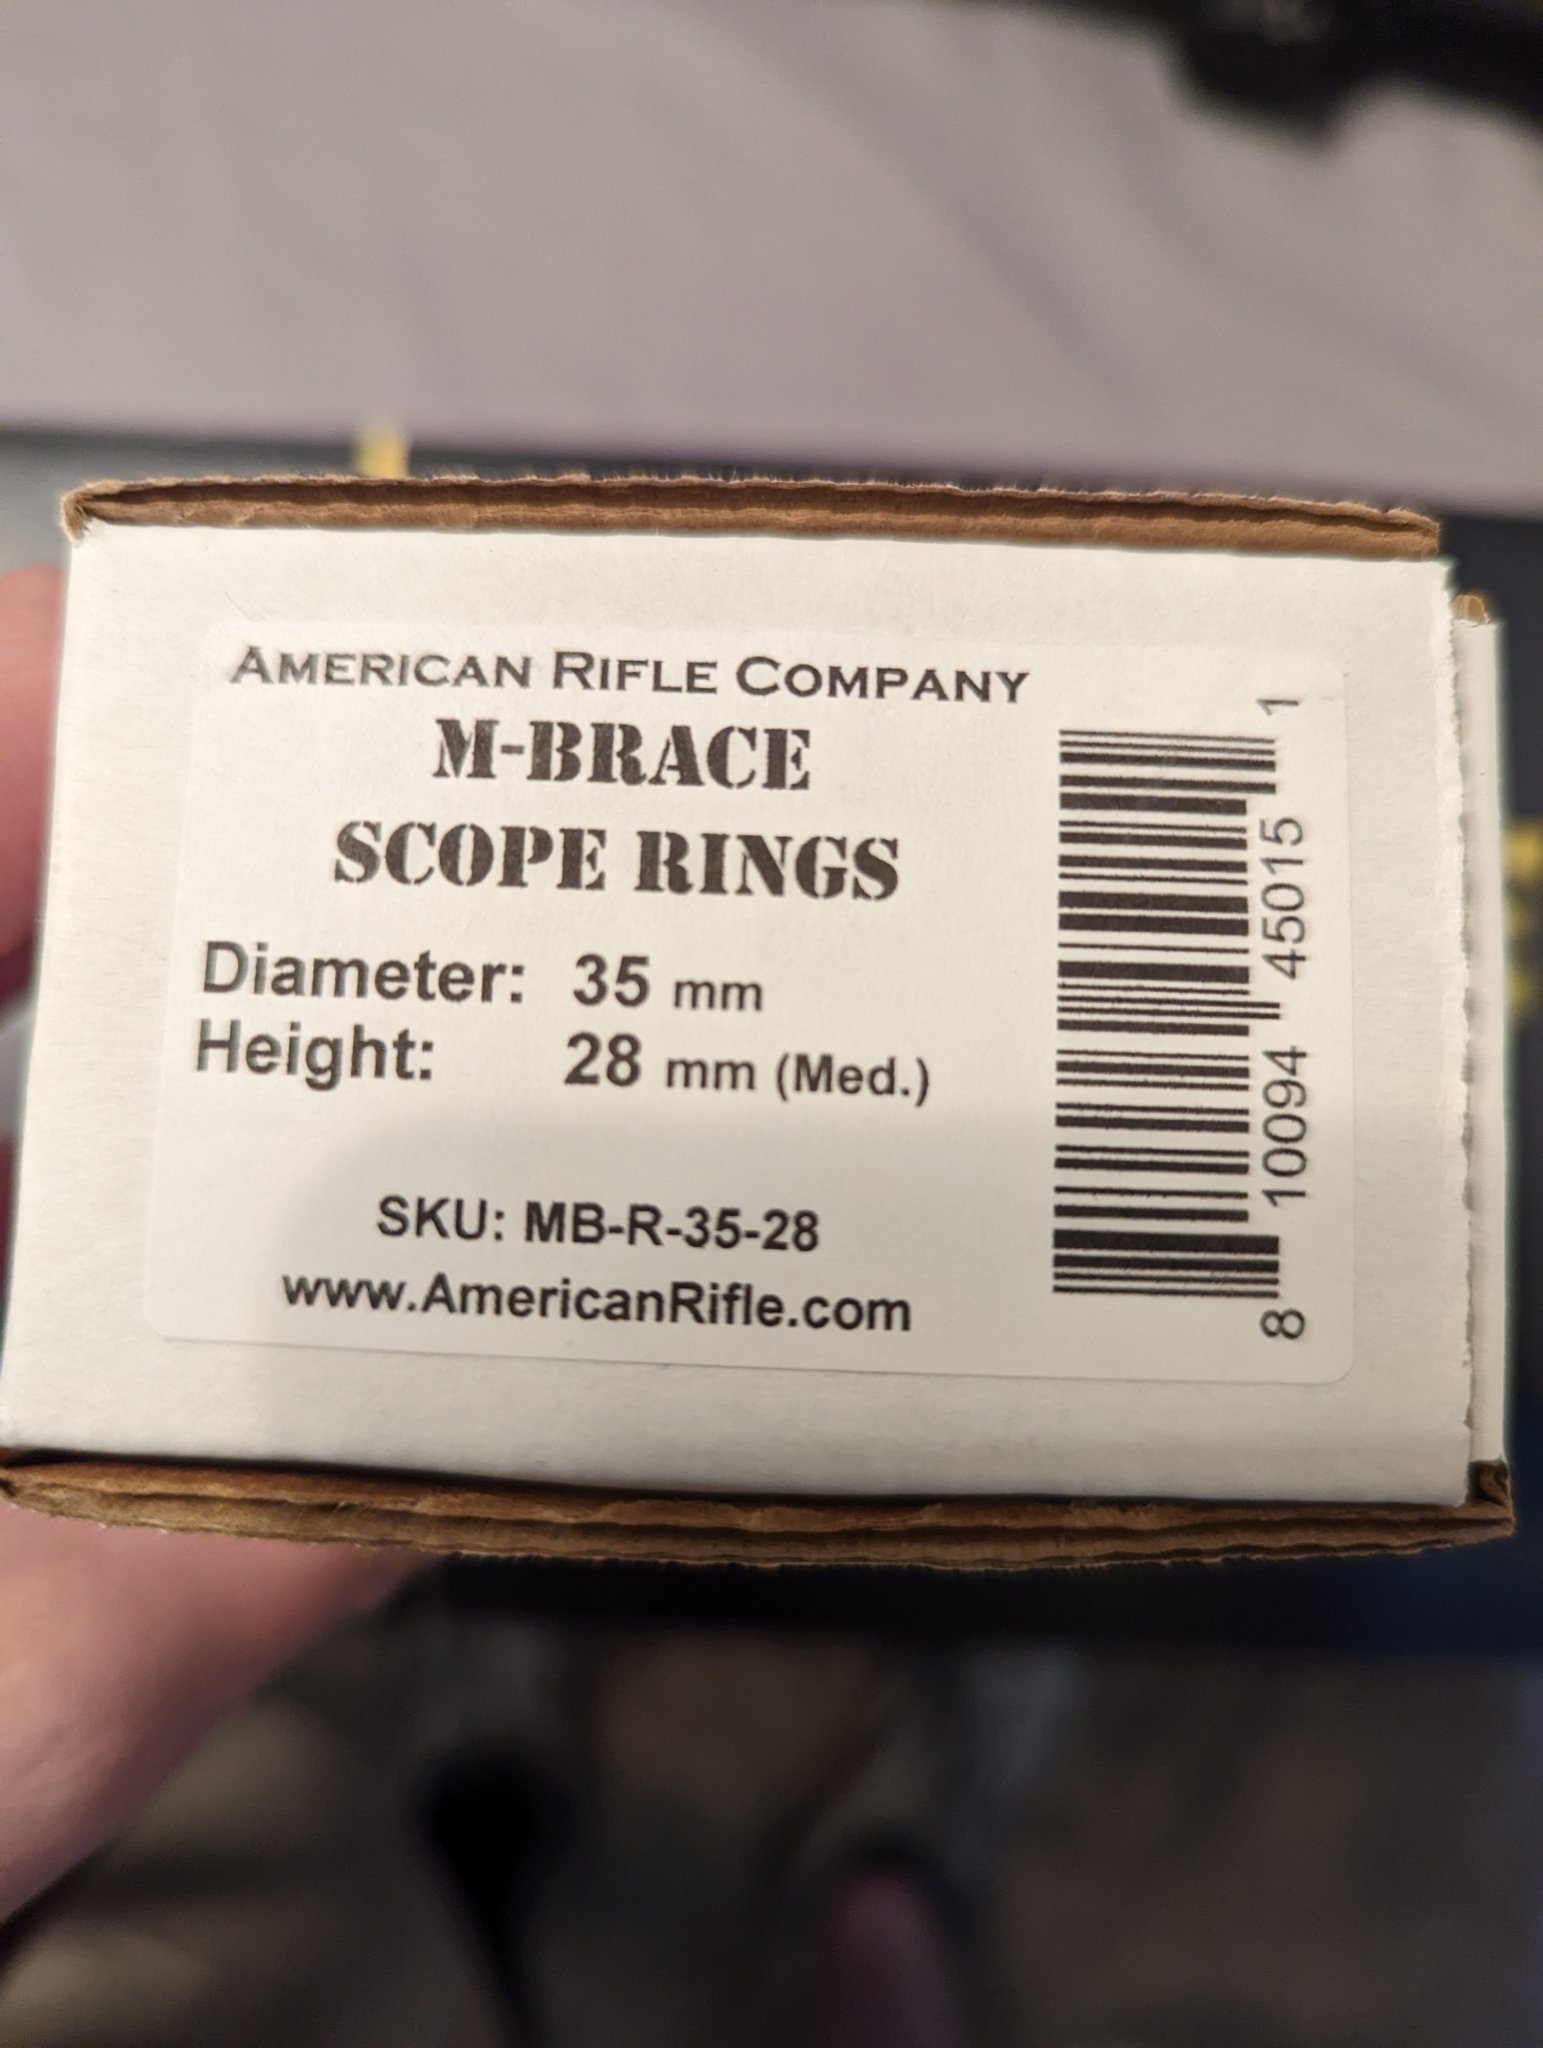 AMERICAN RIFLE COMPANY
M-BRACE
SCOPE RINGS
Diameter: 35 mm
Height: 28 mm (Med.)
SKU: MB-R-35-28
www.AmericanRifle.com
8 10094 45015 1